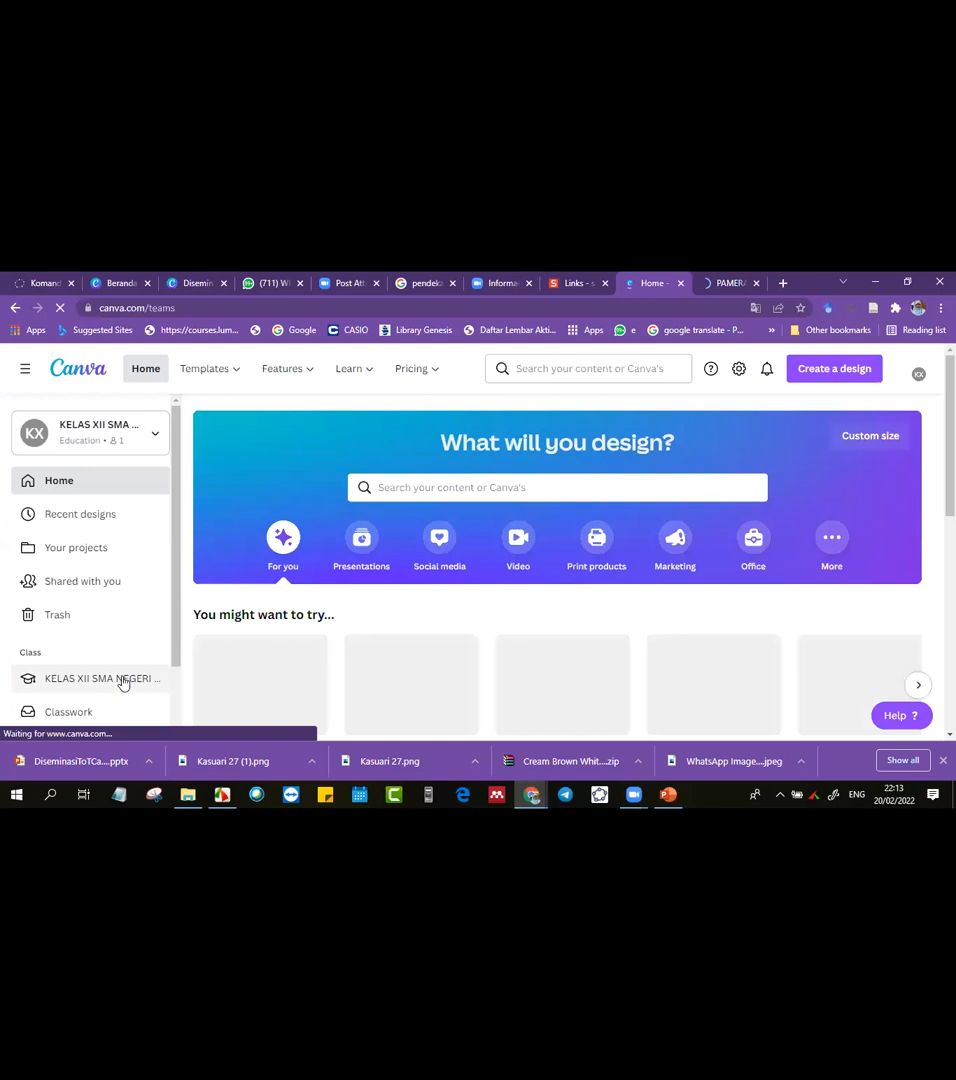 Komand
Beranda
Disemin
(711) W
Post Att
pendeka
Informa
Links - s
Home -
PAMERA
canva.com/teams
Apps
Suggested Sites
https://courses.lum...
Google
CASIO
Library Genesis
Daftar Lembar Akti...
Apps
e
google translate - P...
»
Other bookmarks
Reading list
Canva
Home
Templates
Features
Learn
Pricing
Search your content or Canva's
Create a design
KX
KX
KELAS XII SMA ...
Education • 1
Home
Recent designs
Your projects
Shared with you
Trash
Class
KELAS XII SMA NEGERI ...
Classwork
What will you design?
Custom size
Search your content or Canva's
For you
Presentations
Social media
Video
Print products
Marketing
Office
More
You might want to try...
Help ?
Waiting for www.canva.com...
DiseminasiToTCa....pptx
Kasuari 27 (1).png
Kasuari 27.png
Cream Brown Whit....zip
WhatsApp Image....jpeg
Show all
ENG
22:13
20/02/2022